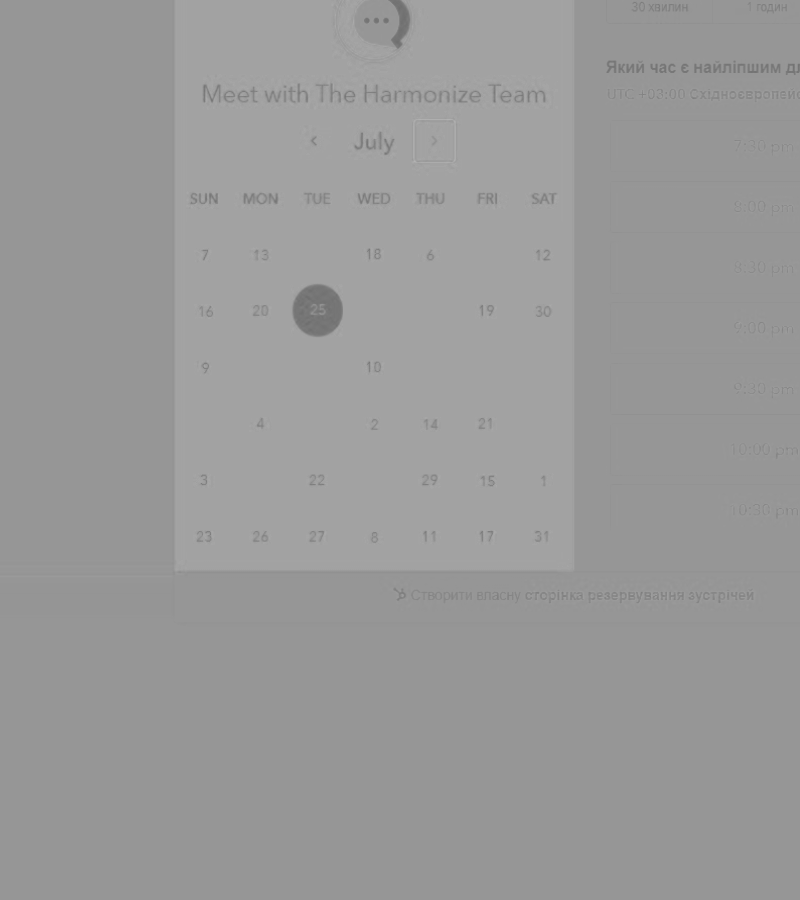 30 хвилин 1 годин
Meet with The Harmonize Team
Який час є найліпшим
UTC +03:00
July
7:30 pm
SUN MON TUE WED THU FRI SAT
8:00 pm
7 13 18 6 12
8:30 pm
16 20 25 19 30
9:00 pm
9 10
9:30 pm
4 2 14 21
10:00 pm
3 22 29 15 1
10:30 pm
23 26 27 8 11 17 31
Створити власну сторінка резервування зустрічей